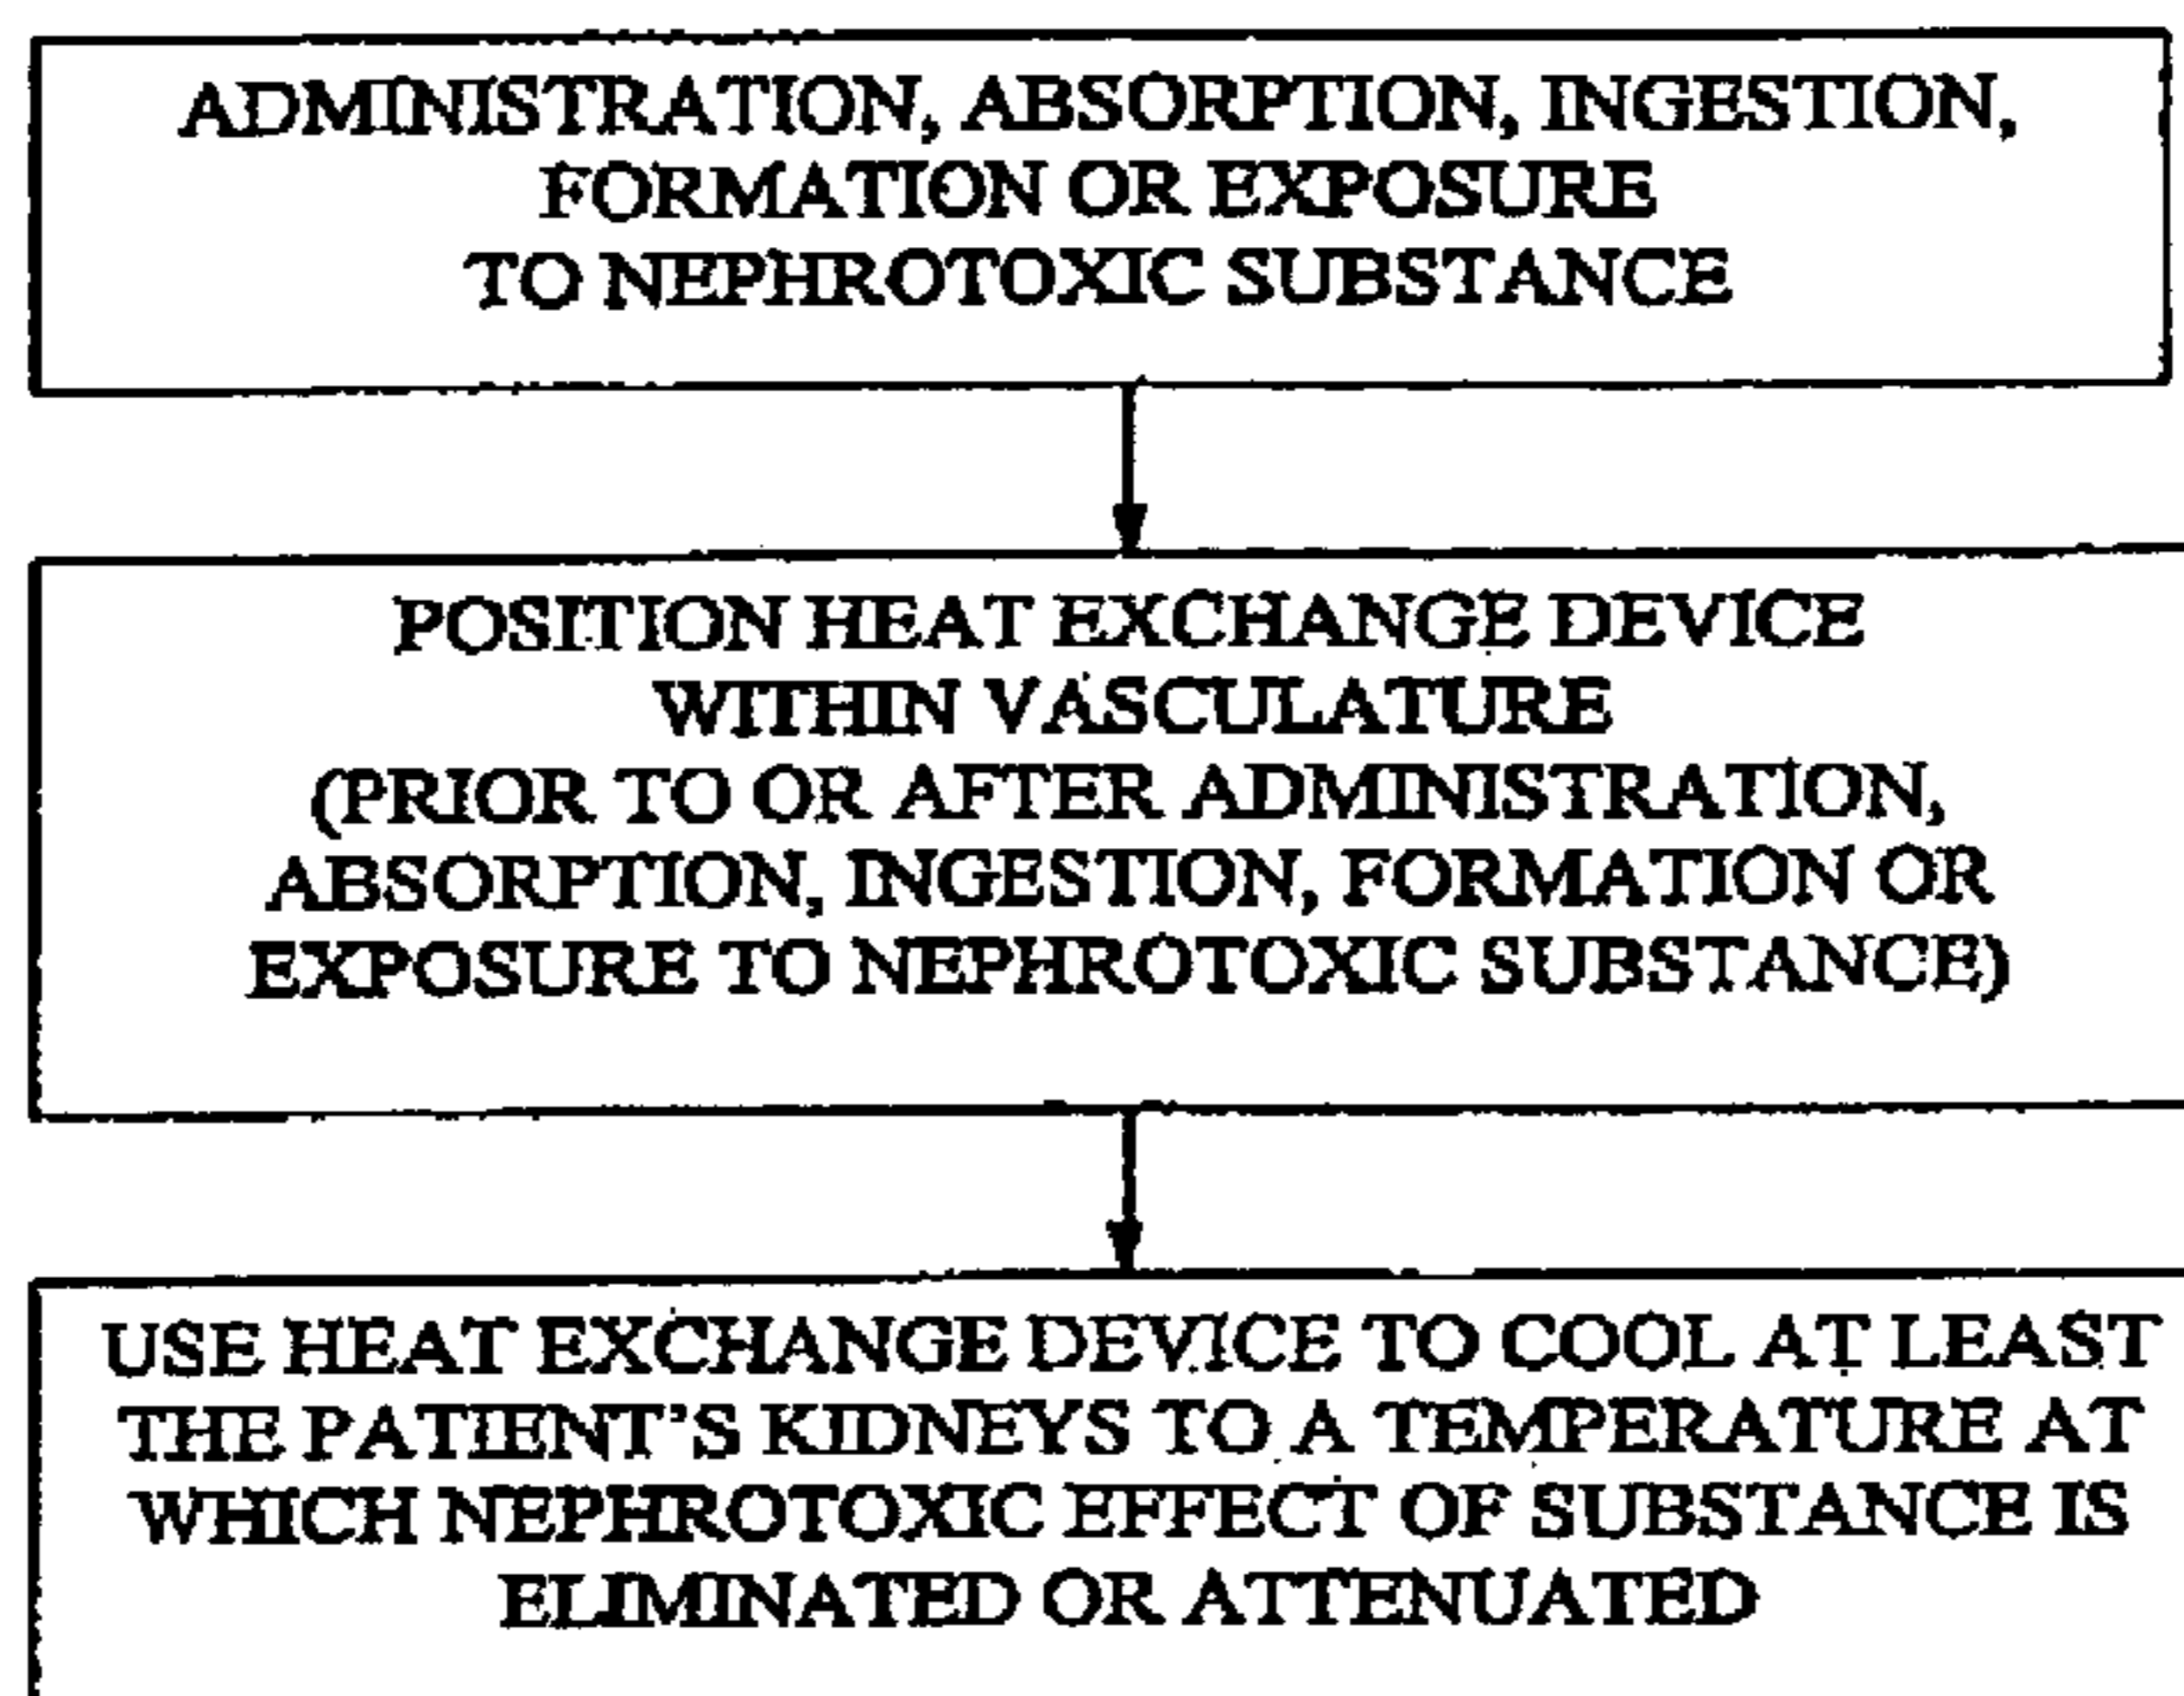 ADMINISTRATION, ABSORPTION, INGESTION,
FORMATION OR EXPOSURE
TO NEPHROTOXIC SUBSTANCE
POSITION HEAT EXCHANGE DEVICE
WITHIN VASCULATURE
(PRIOR TO OR AFTER ADMINISTRATION,
ABSORPTION, INGESTION, FORMATION OR
EXPOSURE TO NEPHROTOXIC SUBSTANCE)
USE HEAT EXCHANGE DEVICE TO COOL AT LEAST
THE PATIENT'S KIDNEYS TO A TEMPERATURE AT
WHICH NEPHROTOXIC EFFECT OF SUBSTANCE IS
ELIMINATED OR ATTENUATED